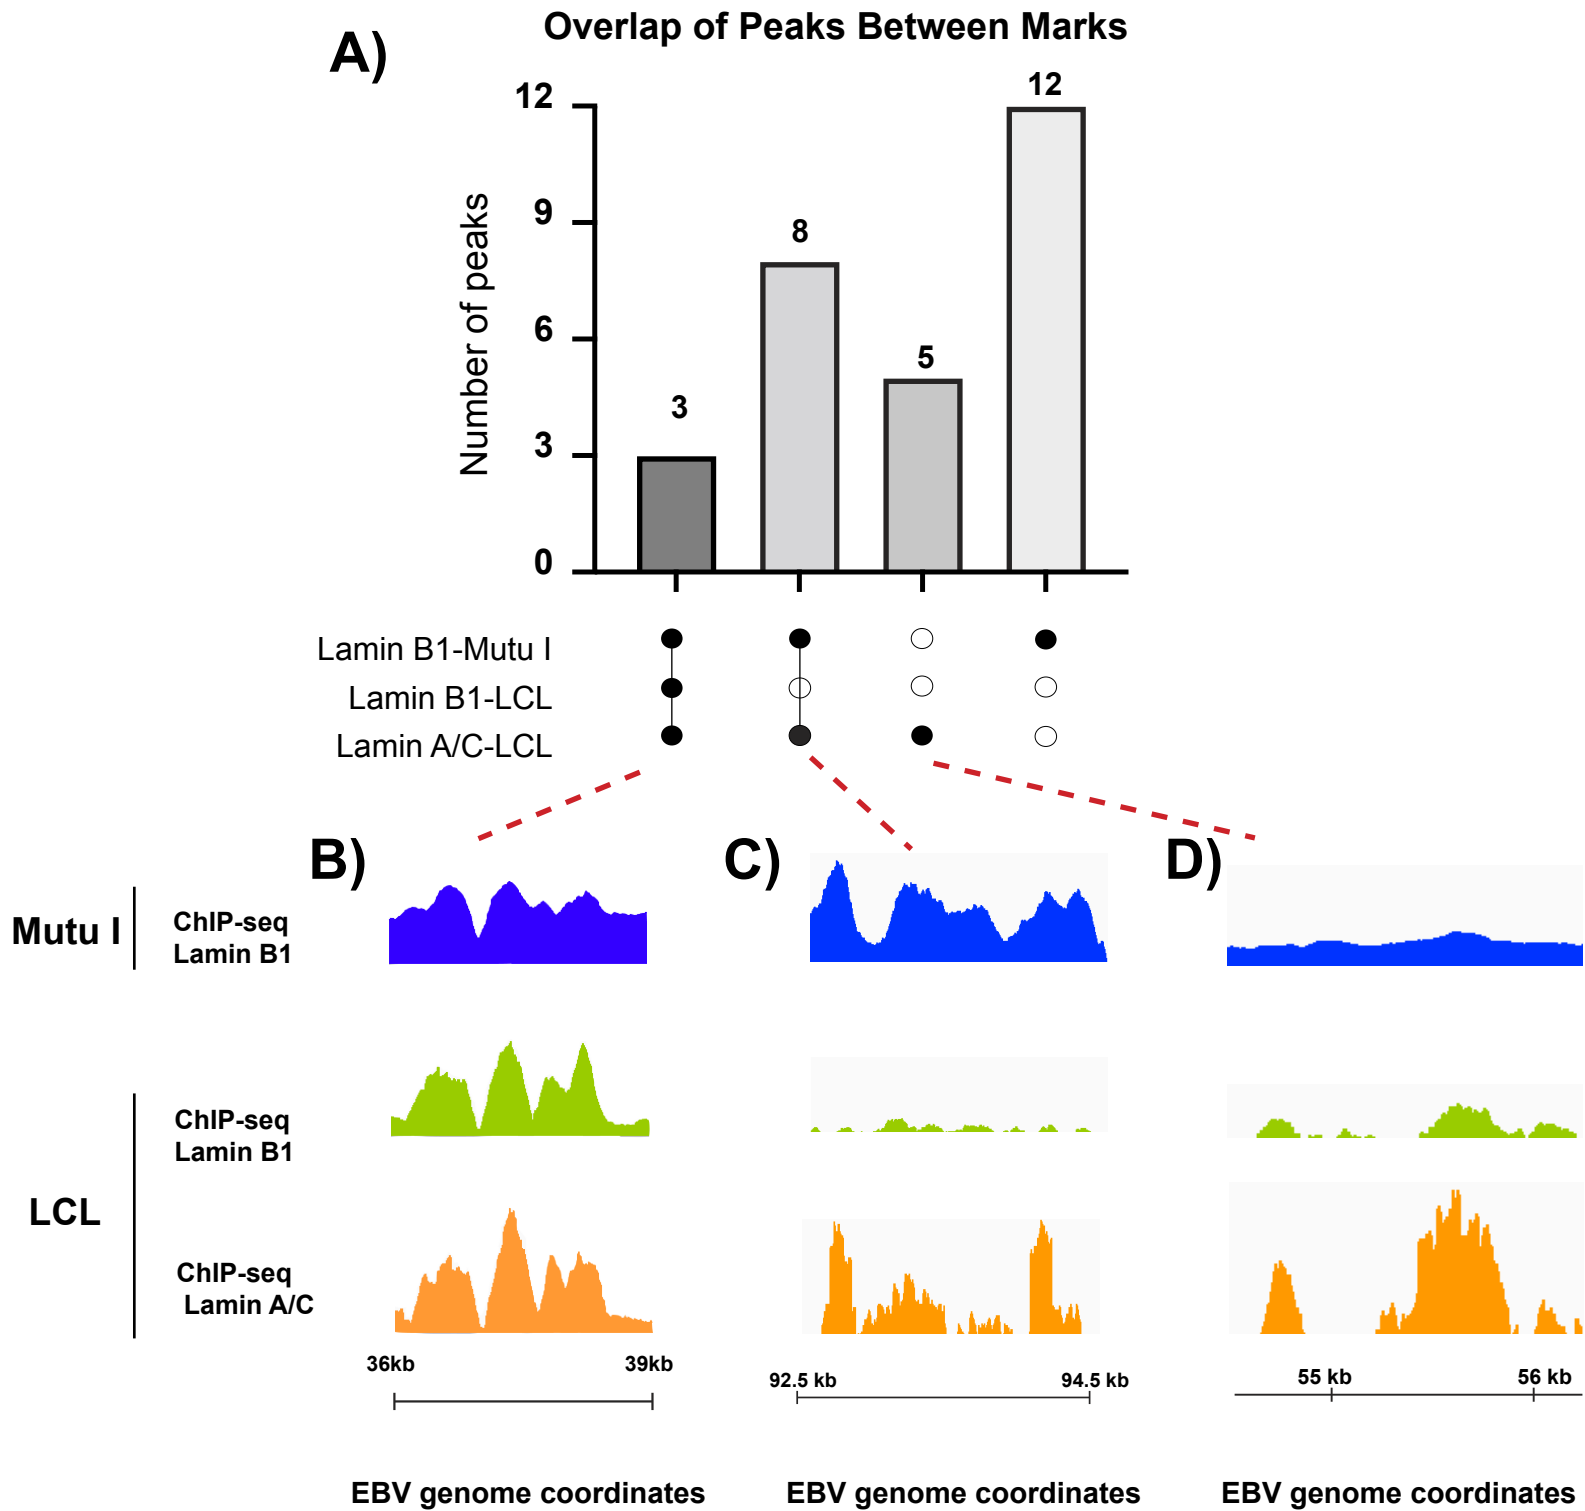 Overlap of Peaks Between Marks
A)
12
9
6
3
0
Number of peaks
3
8
5
12
Lamin B1-Mutu I
Lamin B1-LCL
Lamin A/C-LCL
B)
C)
D)
Mutu I
ChIP-seq
Lamin B1
LCL
ChIP-seq
Lamin B1
ChIP-seq
Lamin A/C
36kb 39kb
92.5 kb 94.5 kb
55 kb 56 kb
EBV genome coordinates
EBV genome coordinates
EBV genome coordinates